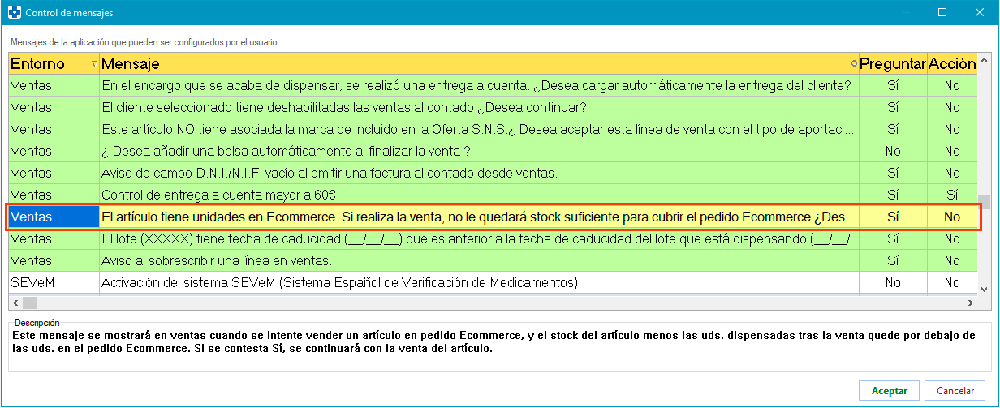 Control de mensajes
Mensajes de la aplicación que pueden ser configurados por el usuario.
Entorno Mensaje Preguntar Acción
Ventas En el encargo que se acaba de dispensar, se realizó una entrega a cuenta. ¿Desea cargar automáticamente la entrega del cliente? Sí No
Ventas El cliente seleccionado tiene deshabilitadas las ventas al contado ¿Desea continuar? Sí No
Ventas Este artículo NO tiene asociada la marca de incluido en la Oferta S.N.S.¿ Desea aceptar esta línea de venta con el tipo de aportaci... Sí No
Ventas ¿ Desea añadir una bolsa automáticamente al finalizar la venta ? No No
Ventas Aviso de campo D.N.I./N.I.F. vacío al emitir una factura al contado desde ventas. Sí No
Ventas Control de entrega a cuenta mayor a 60€ Sí Sí
Ventas El artículo tiene unidades en Ecommerce. Si realiza la venta, no le quedará stock suficiente para cubrir el pedido Ecommerce ¿Des... Sí No
Ventas El lote (XXXXXX) tiene fecha de caducidad (__/__/__) que es anterior a la fecha de caducidad del lote que está dispensando (__/__/... Sí No
Ventas Aviso al sobrescribir una línea en ventas. Sí No
SEVeM Activación del sistema SEVeM (Sistema Español de Verificación de Medicamentos) No No
Descripción
Este mensaje se mostrará en ventas cuando se intente vender un artículo en pedido Ecommerce, y el stock del artículo menos las uds. dispensadas tras la venta quede por debajo de
las uds. en el pedido Ecommerce. Si se contesta Sí, se continuará con la venta del artículo.
Aceptar Cancelar